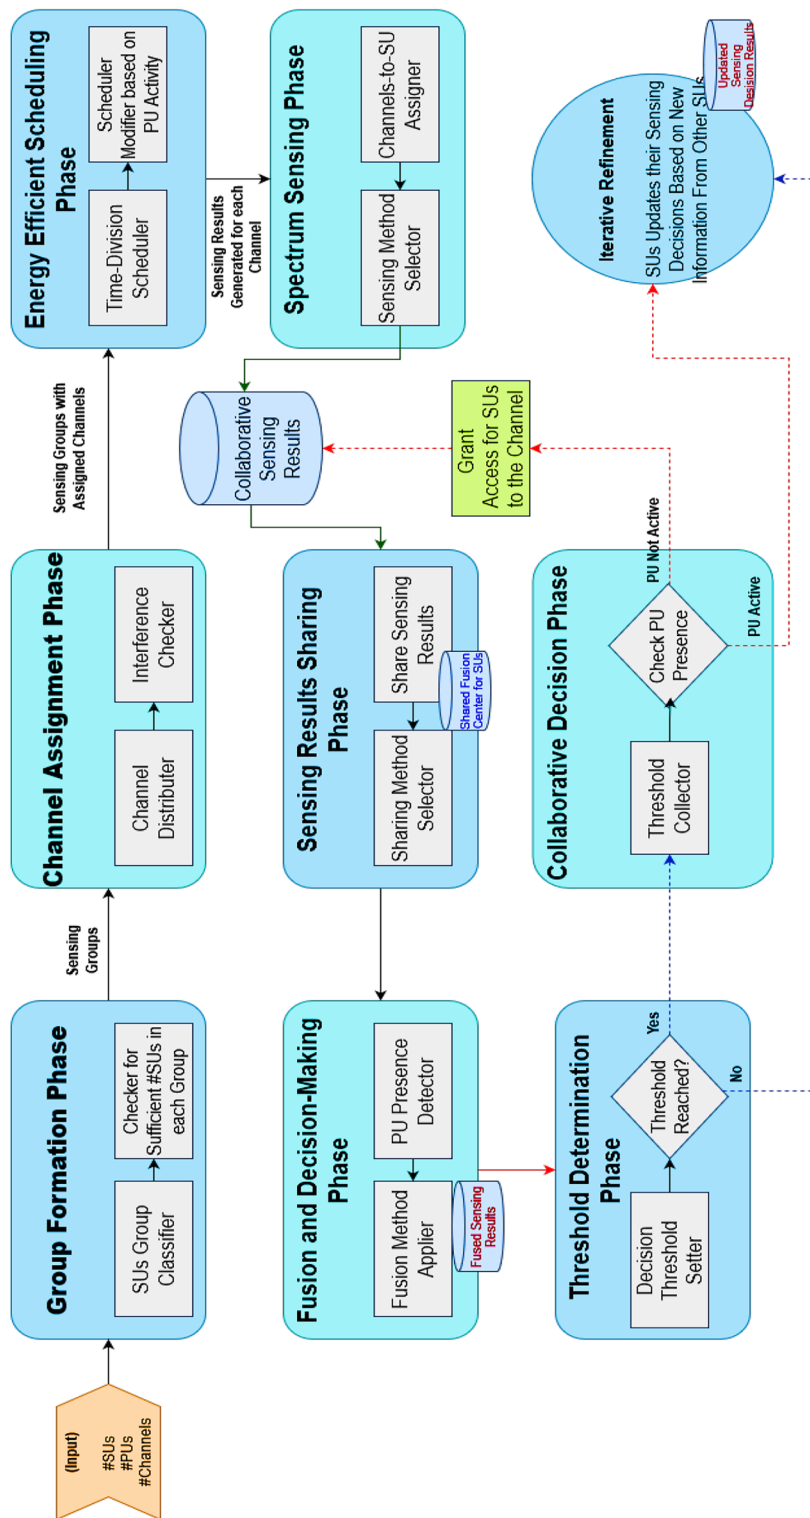 (Input)
#SUs
#PUs
#Channels
Group Formation Phase
SUs Group
Classifier
Checker for
Sufficient #SUs in
each Group
Sensing
Groups
Channel Assignment Phase
Channel
Distributer
Interference
Checker
Sensing Groups with
Assigned Channels
Energy Efficient Scheduling
Phase
Time-Division
Scheduler
Scheduler
Modifier based on
PU Activity
Sensing Results
Generated for each
Channel
Spectrum Sensing Phase
Sensing Method
Selector
Channels-to-SU
Assigner
Collaborative
Sensing
Results
Sensing Results Sharing
Phase
Sharing Method
Selector
Share Sensing
Results
Shared Fusion
Center for SUs
Fusion and Decision-Making
Phase
Fusion Method
Applier
PU Presence
Detector
Fused Sensing
Results
Threshold Determination
Phase
Decision
Threshold
Setter
Threshold
Reached?
Yes
No
Collaborative Decision Phase
Threshold
Collector
Check PU
Presence
PU Not Active
PU Active
Grant
Access for SUs
to the Channel
Iterative Refinement
SUs Updates their Sensing
Decisions Based on New
Information From Other SUs
Updated
Sensing
Desision Results